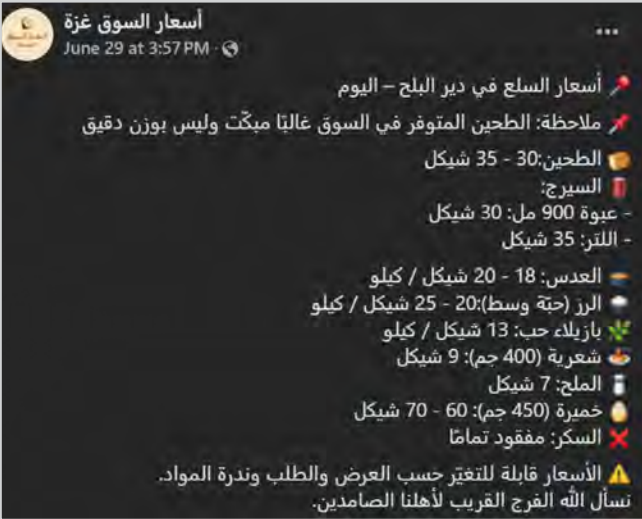 أسعار السوق غزة
June 29 at 3:57 PM
أسعار السلع في دير البلح – اليوم
ملاحظة: الطحين المتوفر في السوق غالبًا مبكّت وليس بوزن دقيق
الطحين:30 - 35 شيكل
السيرج:
- عبوة 900 مل: 30 شيكل
- اللتر: 35 شيكل
العدس: 18 - 20 شيكل / كيلو
الرز (حبّة وسط):20 - 25 شيكل / كيلو
بازيلاء حب: 13 شيكل / كيلو
شعرية (400 جم): 9 شيكل
الملح: 7 شيكل
خميرة (450 جم): 60 - 70 شيكل
السكر: مفقود تمامًا
الأسعار قابلة للتغيّر حسب العرض والطلب وندرة المواد.
نسأل الله الفرج القريب لأهلنا الصامدين.